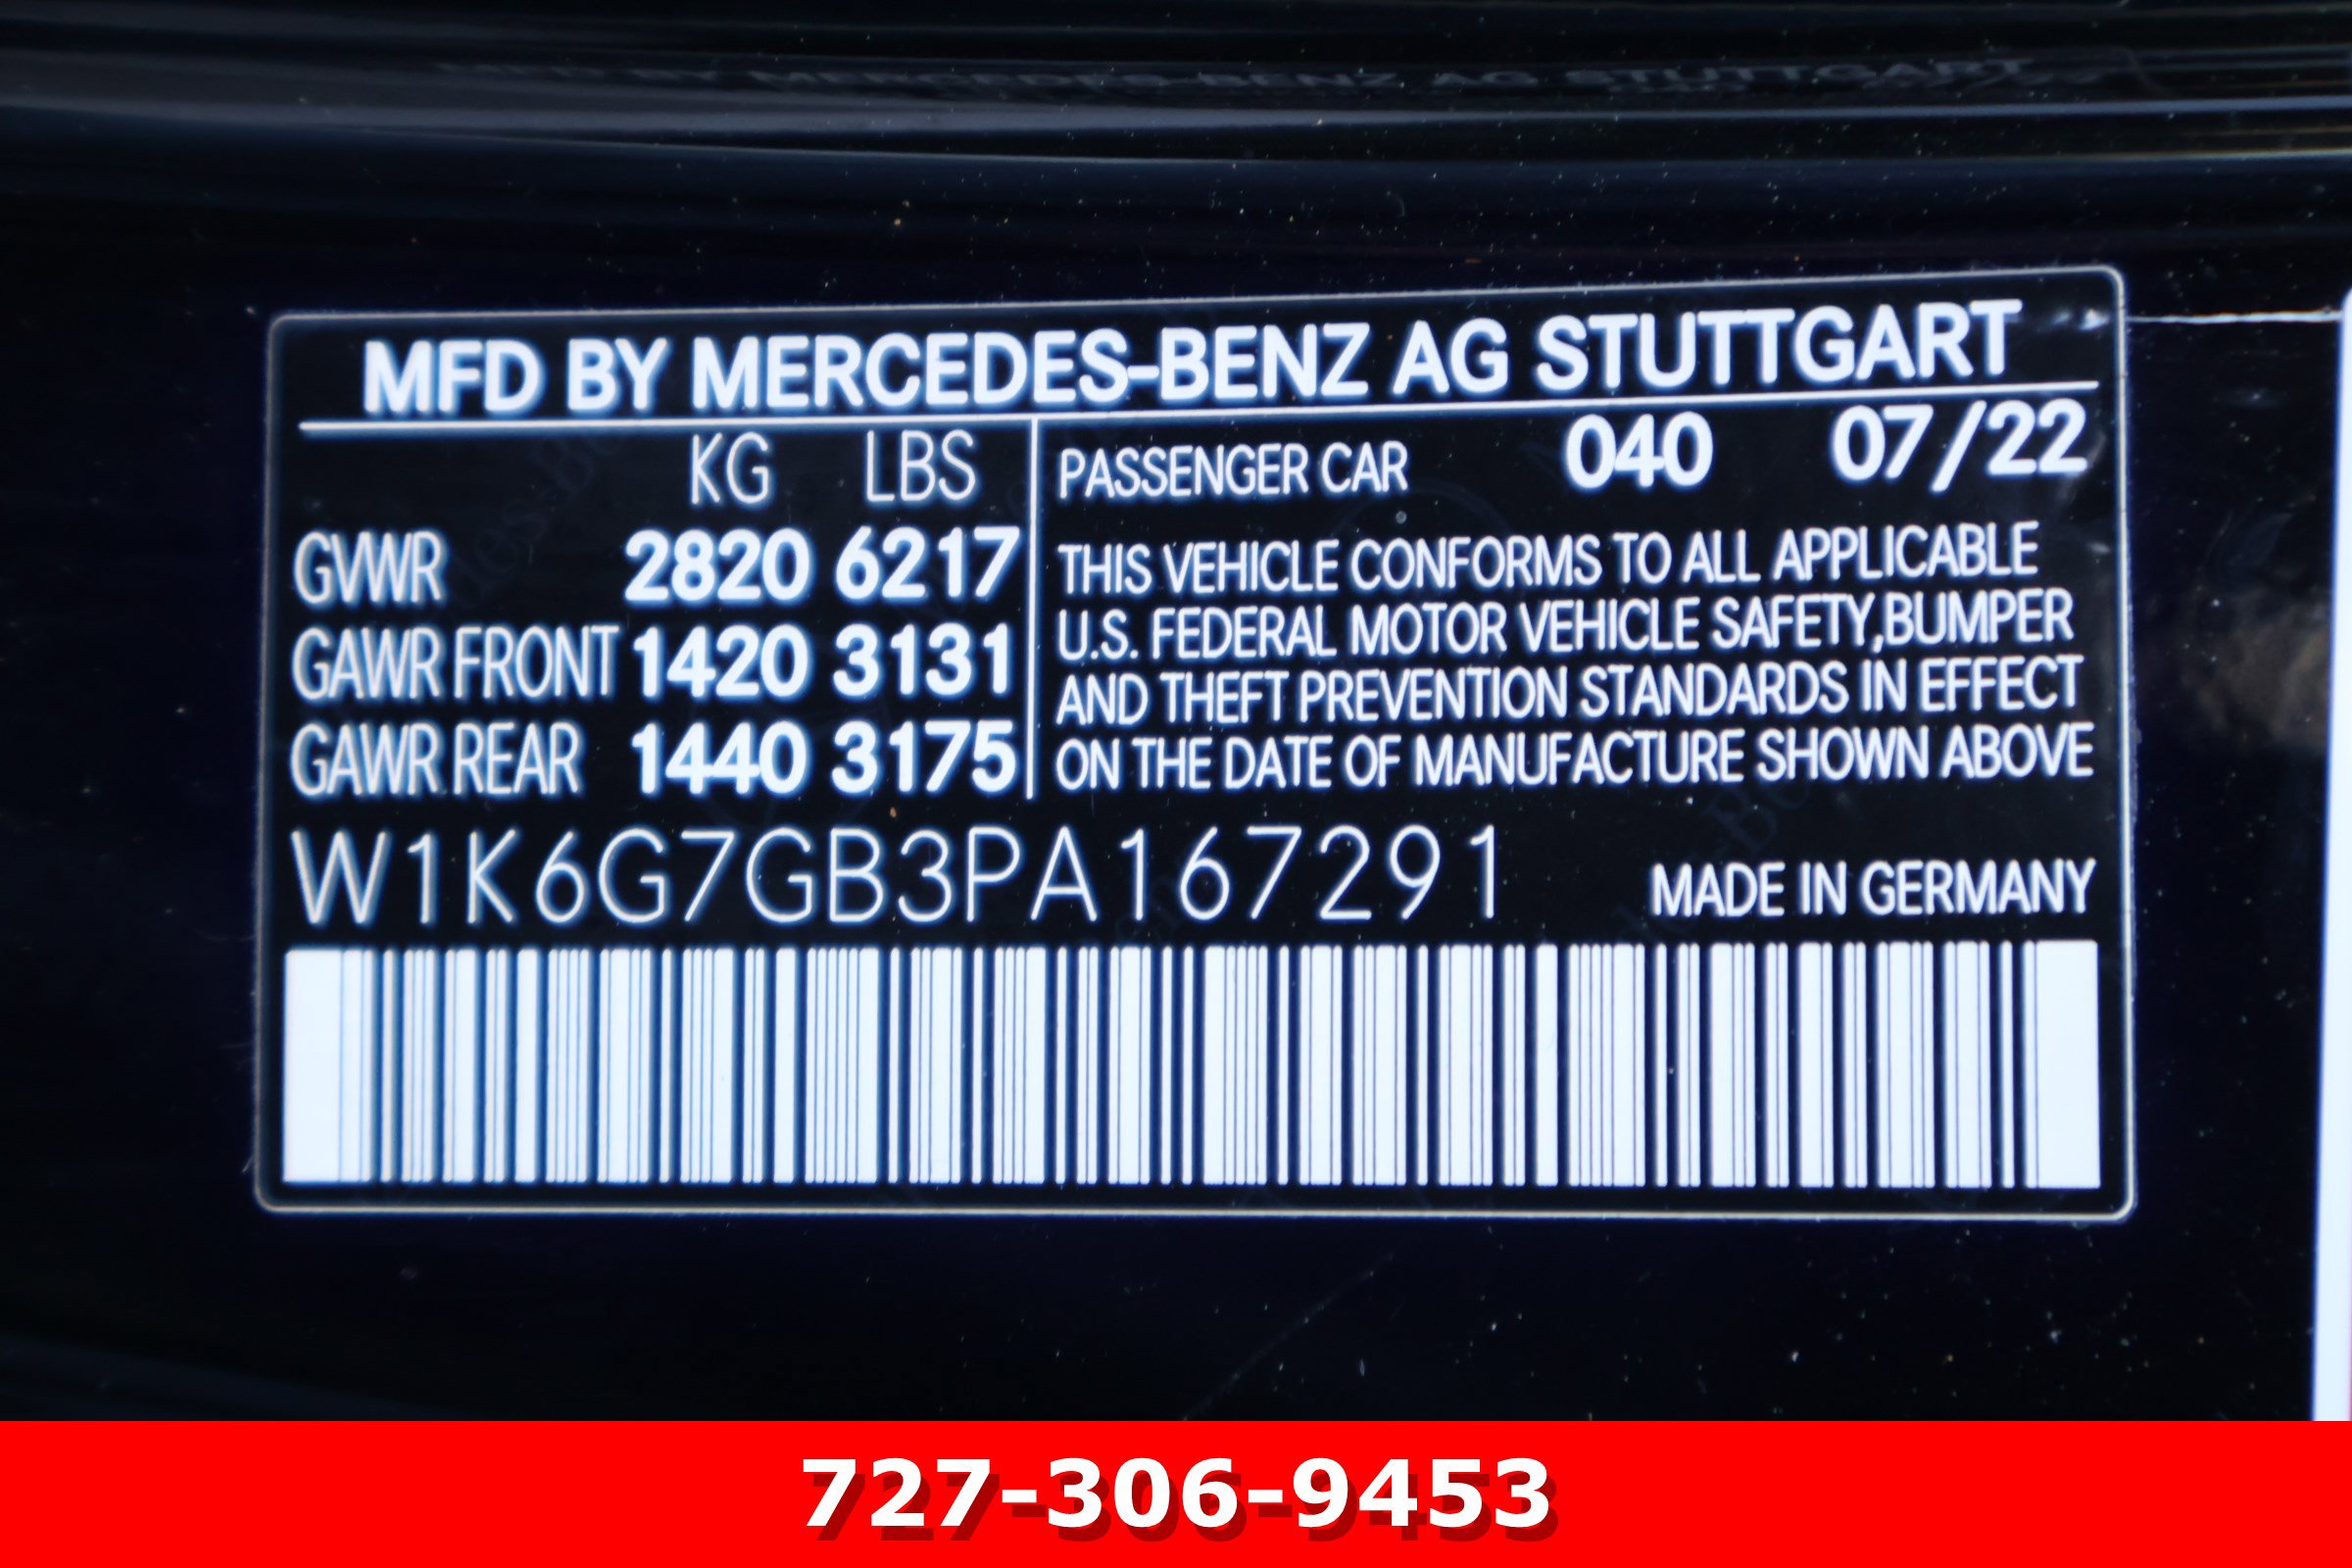 MFD BY MERCEDES-BENZ AG STUTTGART
KG LBS
GVWR 2820 6217
GAWR FRONT 1420 3131
GAWR REAR 1440 3175
PASSENGER CAR 040 07/22
THIS VEHICLE CONFORMS TO ALL APPLICABLE
U.S. FEDERAL MOTOR VEHICLE SAFETY,BUMPER
AND THEFT PREVENTION STANDARDS IN EFFECT
ON THE DATE OF MANUFACTURE SHOWN ABOVE
W1K6G7GB3PA167291
MADE IN GERMANY
727-306-9453